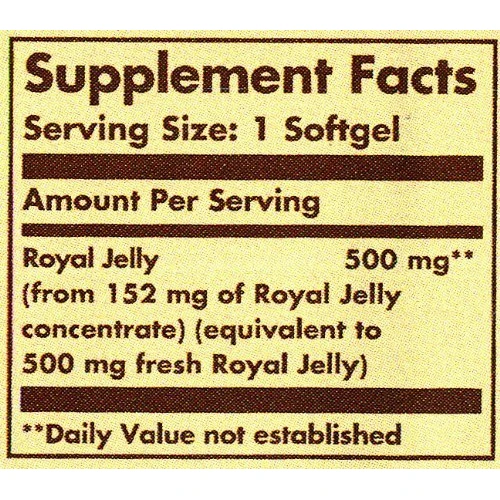 Supplement Facts
Serving Size: 1 Softgel
Amount Per Serving
Royal Jelly 500 mg**
(from 152 mg of Royal Jelly
concentrate) (equivalent to
500 mg fresh Royal Jelly)
**Daily Value not established